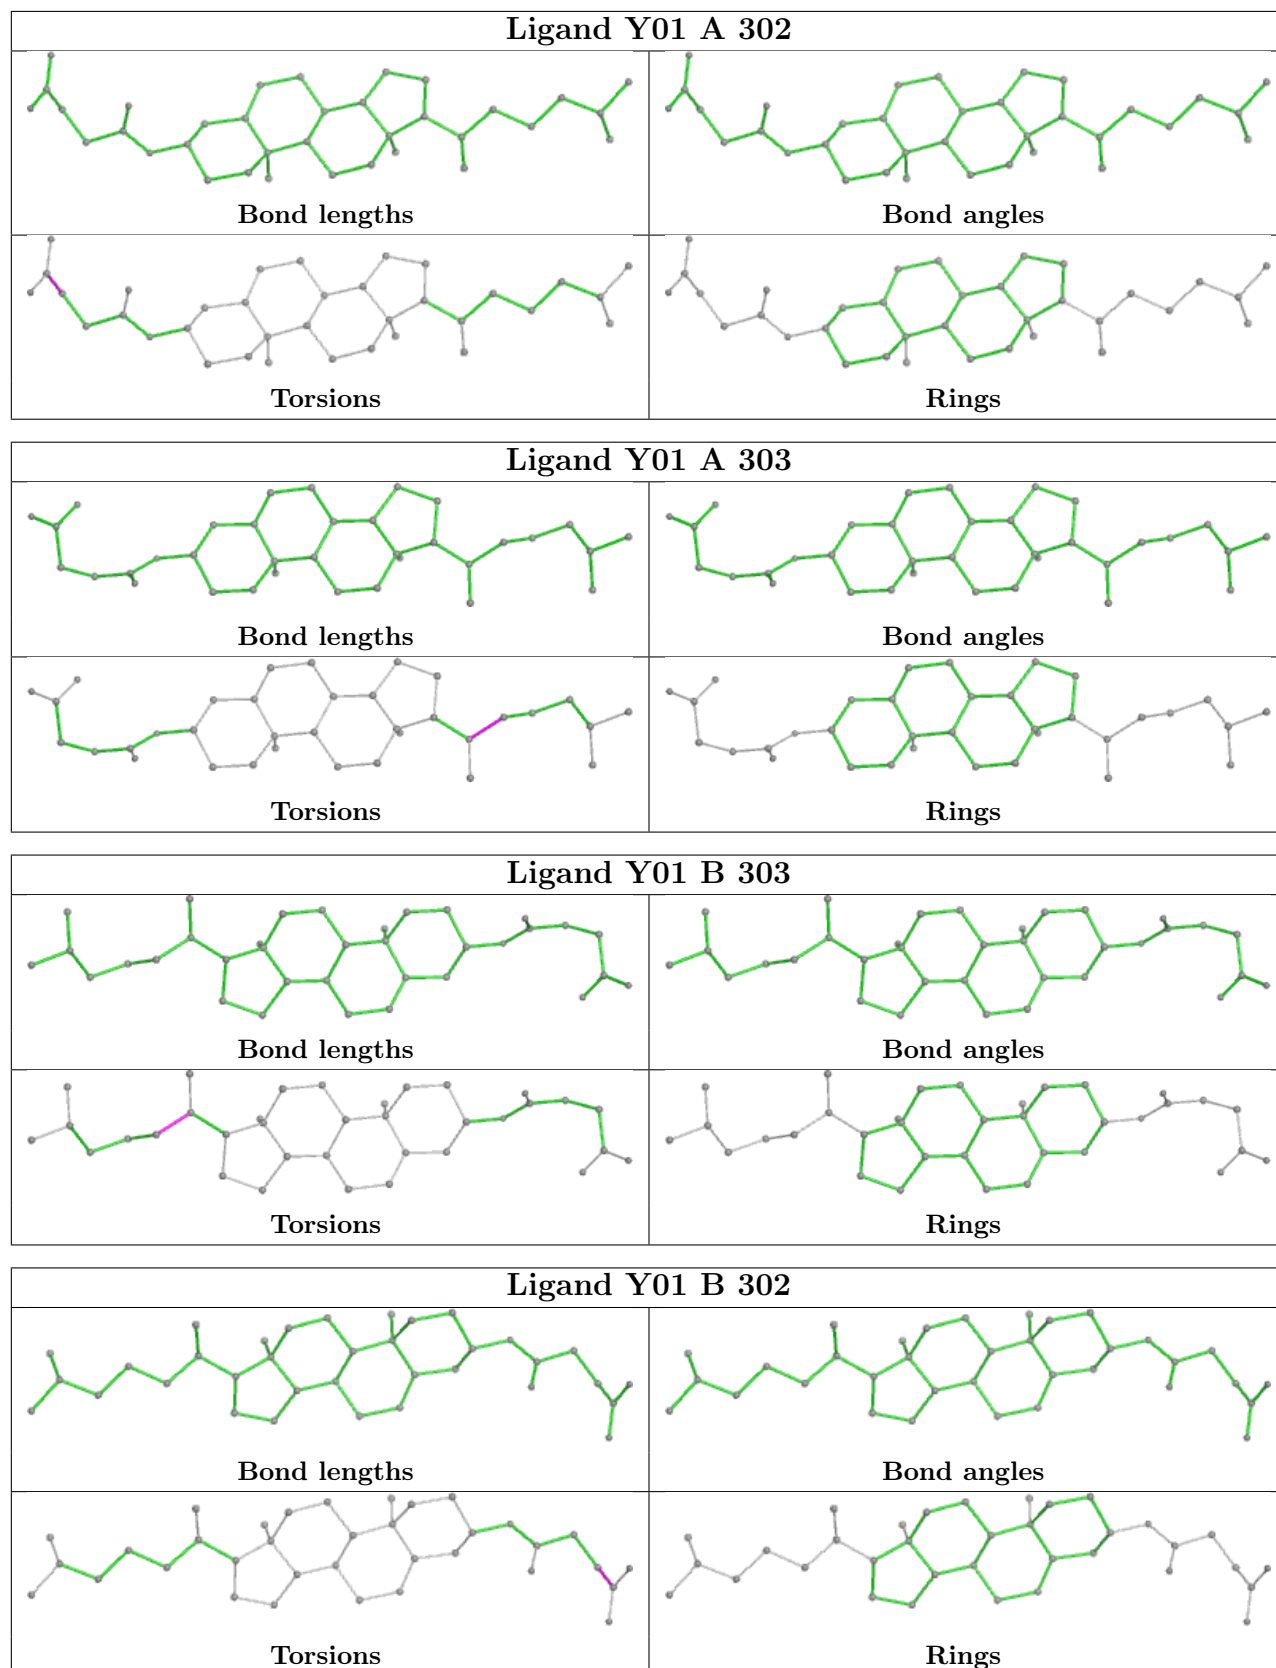 Ligand Y01 A 302
Bond lengths
Bond angles
Torsions
Rings
Ligand Y01 A 303
Bond lengths
Bond angles
Torsions
Rings
Ligand Y01 B 303
Bond lengths
Bond angles
Torsions
Rings
Ligand Y01 B 302
Bond lengths
Bond angles
Torsions
Rings